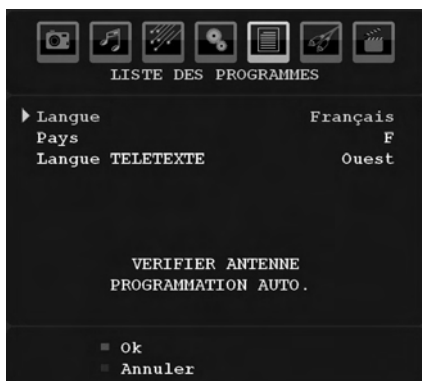 LISTE DES PROGRAMMES
Langue Français
Pays F
Langue TELETEXTE Ouest
VERIFIER ANTENNE
PROGRAMMATION AUTO.
Ok
Annuler